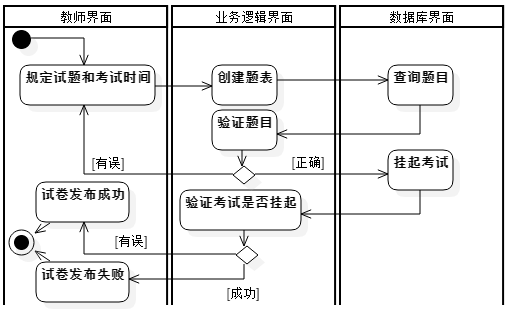 教师界面
业务逻辑界面
数据库界面
规定试题和考试时间
创建题表
查询题目
验证题目
[有误]
[正确]
挂起考试
试卷发布成功
验证考试是否挂起
[有误]
试卷发布失败
[成功]